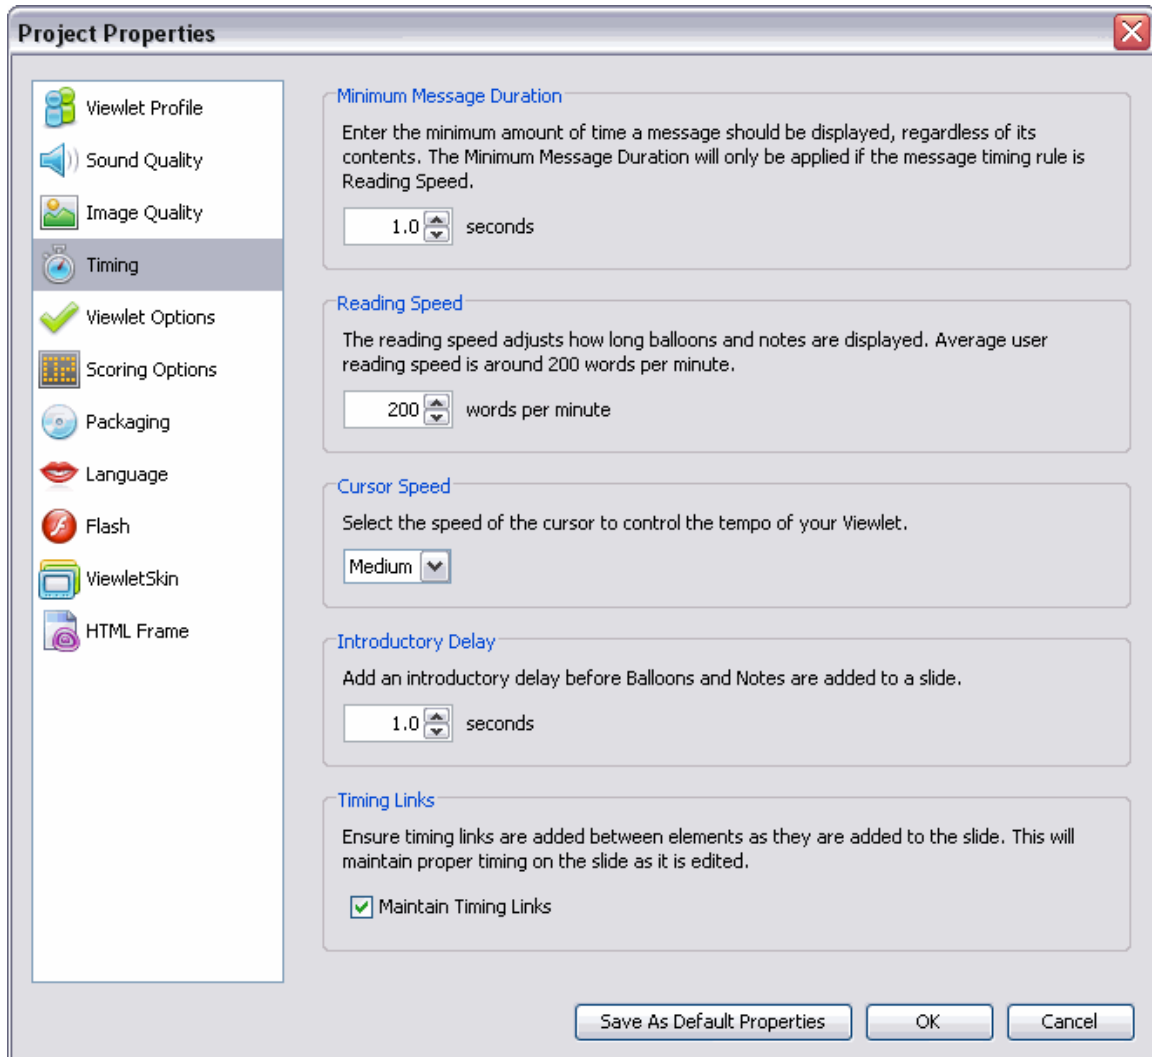 Project Properties
Viewlet Profile
Sound Quality
Image Quality
Timing
Viewlet Options
Scoring Options
Packaging
Language
Flash
ViewletSkin
HTML Frame
Minimum Message Duration
Enter the minimum amount of time a message should be displayed, regardless of its
contents. The Minimum Message Duration will only be applied if the message timing rule is
Reading Speed.
1.0 seconds
Reading Speed
The reading speed adjusts how long balloons and notes are displayed. Average user
reading speed is around 200 words per minute.
200 words per minute
Cursor Speed
Select the speed of the cursor to control the tempo of your Viewlet.
Medium
Introductory Delay
Add an introductory delay before Balloons and Notes are added to a slide.
1.0 seconds
Timing Links
Ensure timing links are added between elements as they are added to the slide. This will
maintain proper timing on the slide as it is edited.
Maintain Timing Links
Save As Default Properties OK Cancel